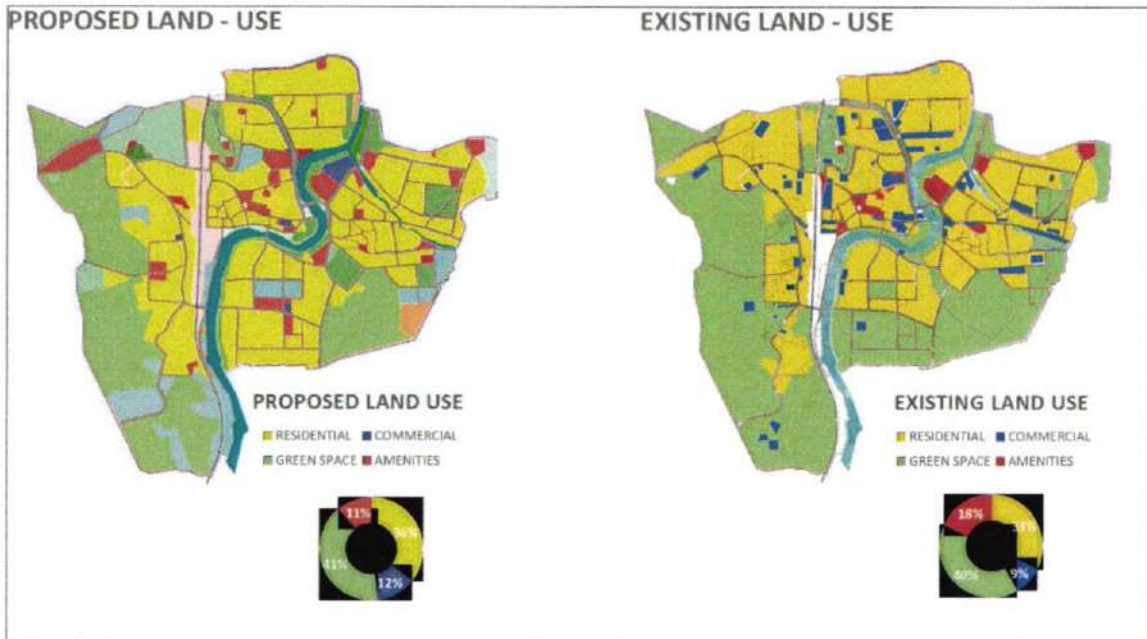 PROPOSED LAND - USE
EXISTING LAND - USE
PROPOSED LAND USE
RESIDENTIAL COMMERCIAL
GREEN SPACE AMENITIES
11%
36%
41%
12%
EXISTING LAND USE
RESIDENTIAL COMMERCIAL
GREEN SPACE AMENITIES
18%
33%
40%
9%